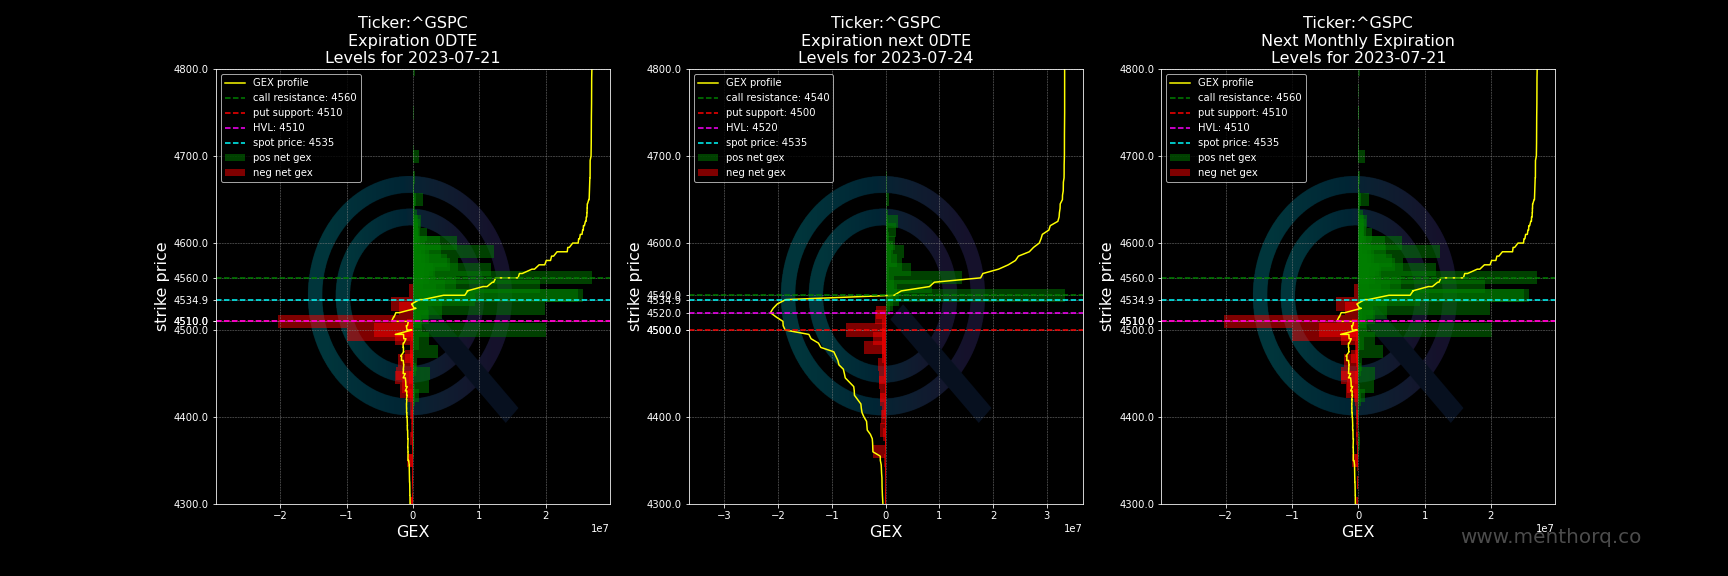 Ticker:^GSPC
Expiration 0DTE
Levels for 2023-07-21
GEX profile
call resistance: 4560
put support: 4510
HVL: 4510
spot price: 4535
pos net gex
neg net gex
4800.0
4700.0
4600.0
4560.0
4534.9
4510.0
4500.0
4400.0
4300.0
strike price
−2
−1
0
1
2
1e7
GEX
Ticker:^GSPC
Expiration next 0DTE
Levels for 2023-07-24
GEX profile
call resistance: 4540
put support: 4500
HVL: 4520
spot price: 4535
pos net gex
neg net gex
4800.0
4700.0
4600.0
4540.0
4534.9
4520.0
4500.0
4400.0
4300.0
strike price
−3
−2
−1
0
1
2
3
1e7
GEX
Ticker:^GSPC
Next Monthly Expiration
Levels for 2023-07-21
GEX profile
call resistance: 4560
put support: 4510
HVL: 4510
spot price: 4535
pos net gex
neg net gex
4800.0
4700.0
4600.0
4560.0
4534.9
4510.0
4500.0
4400.0
4300.0
strike price
−2
−1
0
1
2
1e7
GEX
www.menthorq.co